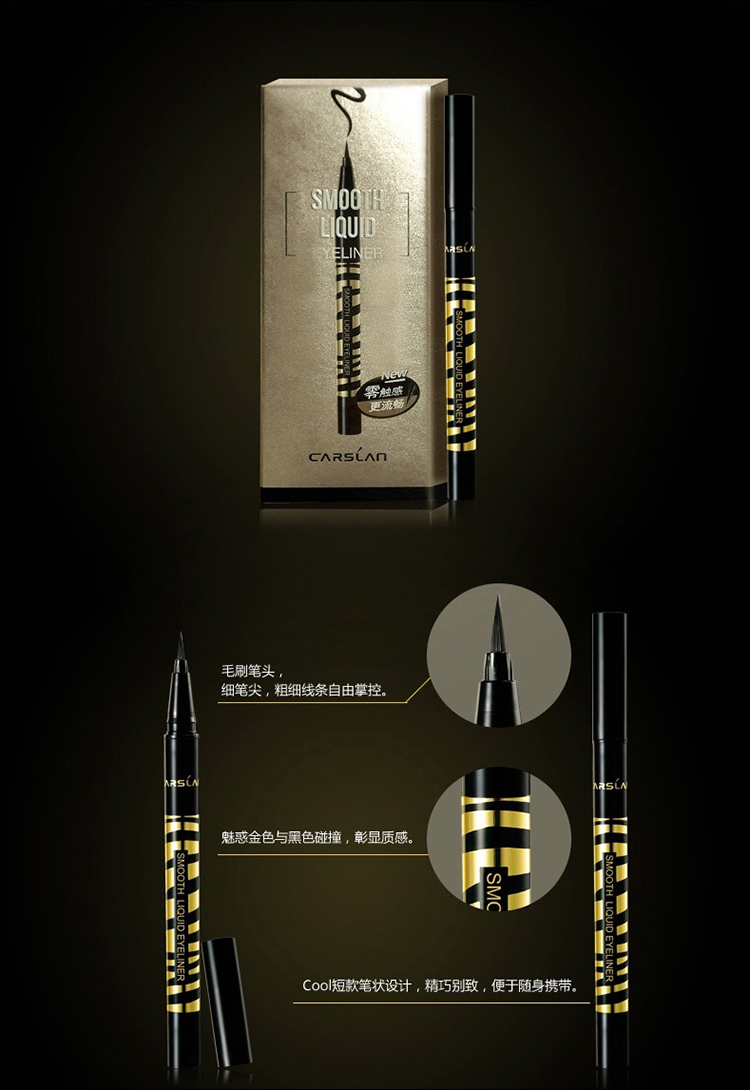 SMOOTH
LIQUID
EYELINER
SMOOTH LIQUID EYELINER
New
零触感
更流畅
CARSLAN
CARSLAN
SMOOTH LIQUID EYELINER
毛刷笔头，
细笔尖，粗细线条自由掌控。
CARSLAN
SMOOTH LIQUID EYELINER
魅惑金色与黑色碰撞，彰显质感。
SMO
ARSLAN
SMOOTH LIQUID EYELINER
Cool短款笔状设计，精巧别致，便于随身携带。